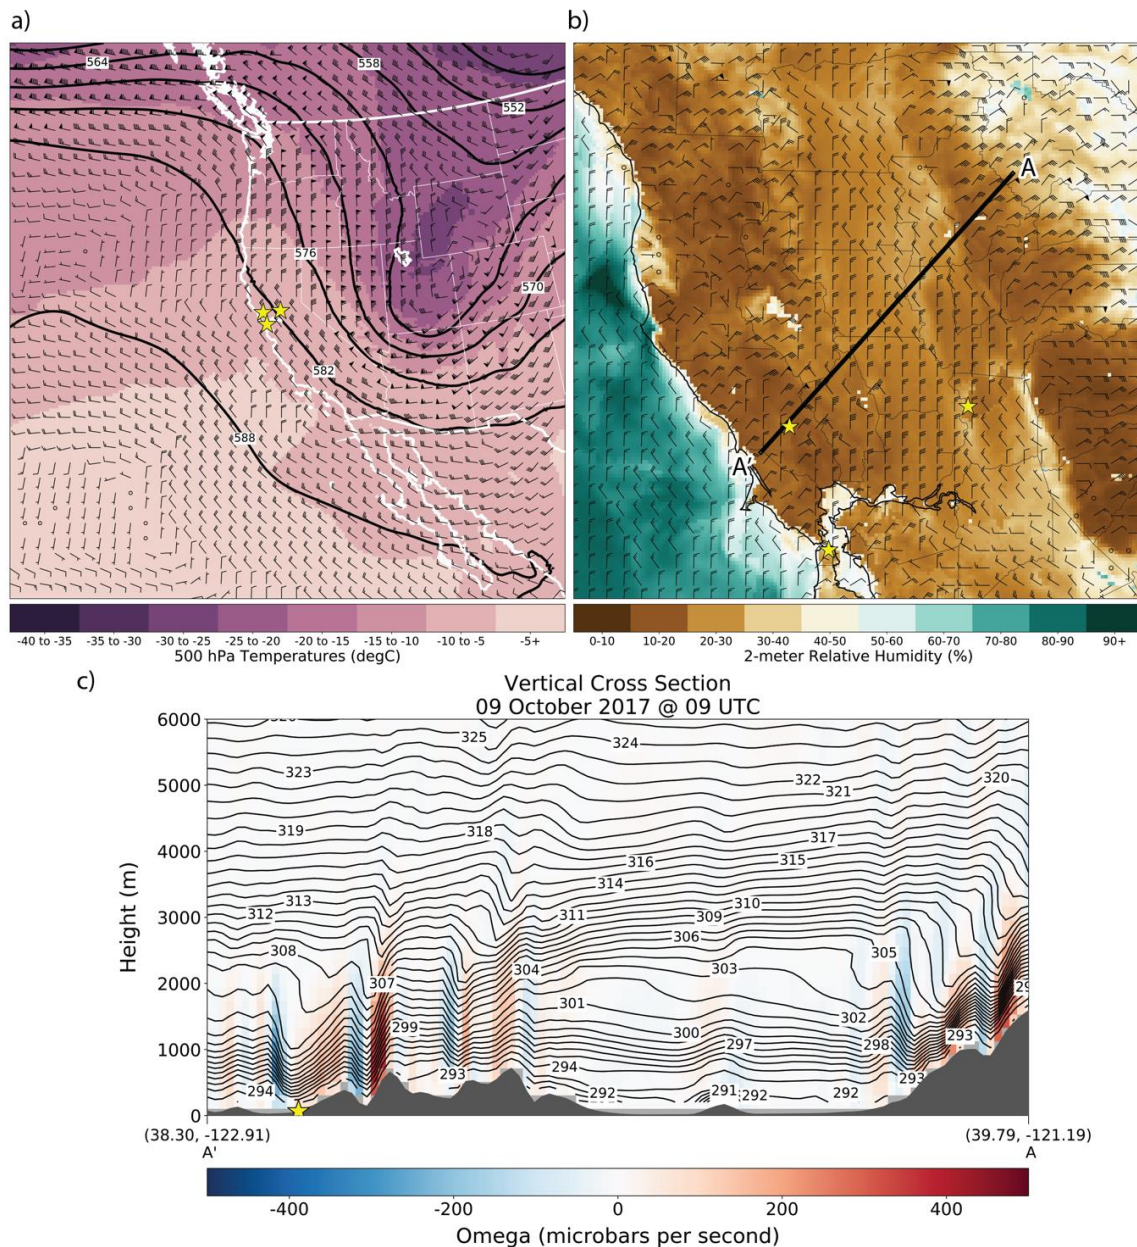 a)
564
558
552
576
570
582
588
-40 to -35 -35 to -30 -30 to -25 -25 to -20 -20 to -15 -15 to -10 -10 to -5 -5+
500 hPa Temperatures (degC)
b)
A
A'
0-10 10-20 20-30 30-40 40-50 50-60 60-70 70-80 80-90 90+
2-meter Relative Humidity (%)
c)
Vertical Cross Section
09 October 2017 @ 09 UTC
Height (m)
6000
5000
4000
3000
2000
1000
0
325 324
323 322 320
321
319 318 317
316 315
314
313 310
312 311 309
308 306 305
304 303
307
301 302
299 300 293
297 298
294 293 294 293
292 291 292 292
(38.30, -122.91) (39.79, -121.19)
A' A
-400 -200 0 200 400
Omega (microbars per second)